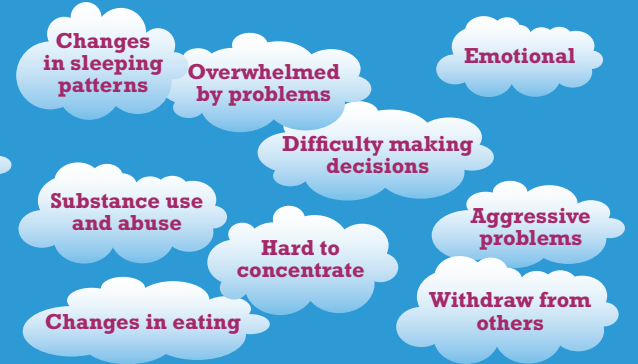 Changes
in sleeping
patterns
Overwhelmed
by problems
Emotional
Difficulty making
decisions
Substance use
and abuse
Aggressive
problems
Hard to
concentrate
Withdraw from
others
Changes in eating